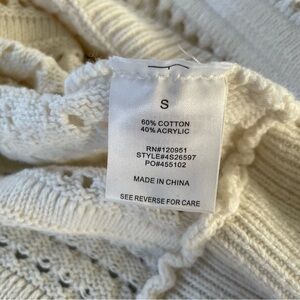 S
60% COTTON
40% ACRYLIC
RN#120951
STYLE#4S26597
PO#455102
MADE IN CHINA
SEE REVERSE FOR CARE